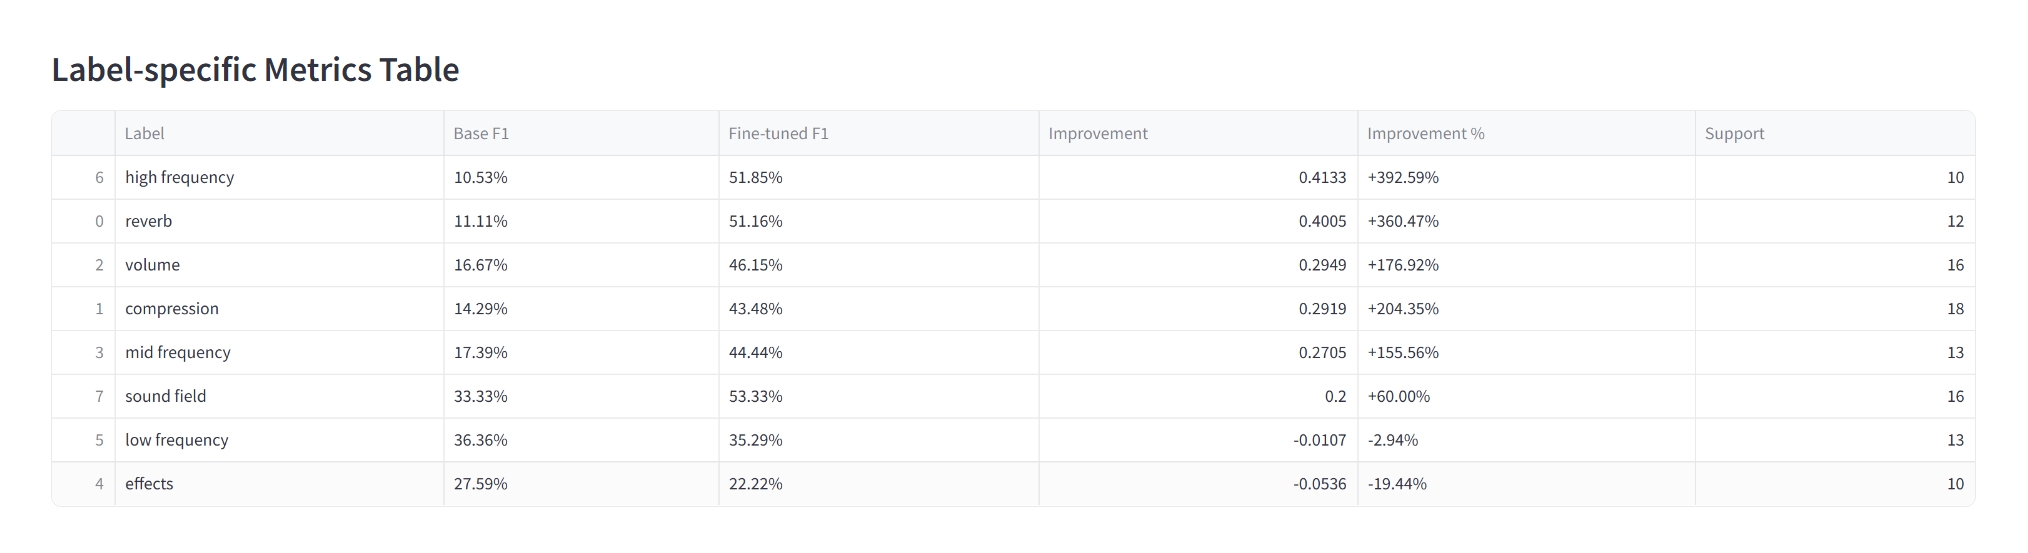 Label-specific Metrics Table
Label Base F1 Fine-tuned F1 Improvement Improvement % Support
6 high frequency 10.53% 51.85% 0.4133 +392.59% 10
0 reverb 11.11% 51.16% 0.4005 +360.47% 12
2 volume 16.67% 46.15% 0.2949 +176.92% 16
1 compression 14.29% 43.48% 0.2919 +204.35% 18
3 mid frequency 17.39% 44.44% 0.2705 +155.56% 13
7 sound field 33.33% 53.33% 0.2 +60.00% 16
5 low frequency 36.36% 35.29% -0.0107 -2.94% 13
4 effects 27.59% 22.22% -0.0536 -19.44% 10